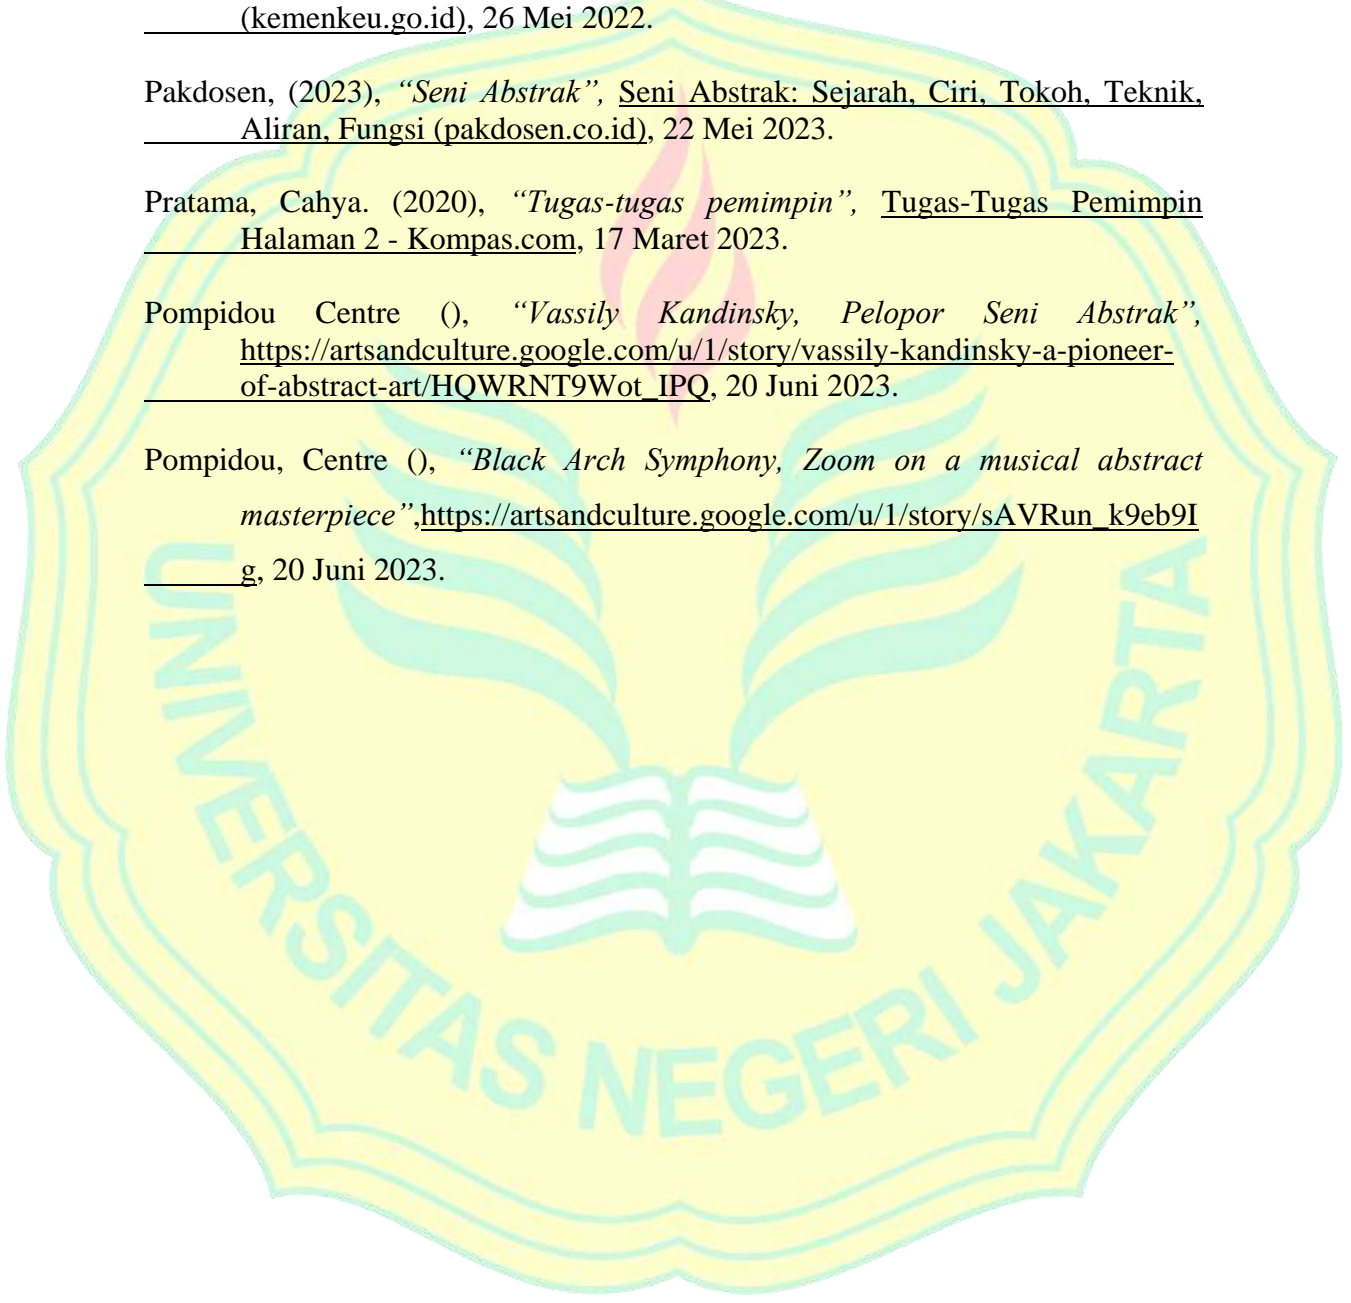 (kemenkeu.go.id), 26 Mei 2022.
Pakdosen, (2023), “Seni Abstrak”, Seni Abstrak: Sejarah, Ciri, Tokoh, Teknik,
Aliran, Fungsi (pakdosen.co.id), 22 Mei 2023.
Pratama, Cahya. (2020), “Tugas-tugas pemimpin”, Tugas-Tugas Pemimpin
Halaman 2 - Kompas.com, 17 Maret 2023.
Pompidou Centre (), “Vassily Kandinsky, Pelopor Seni Abstrak”,
https://artsandculture.google.com/u/1/story/vassily-kandinsky-a-pioneer-
of-abstract-art/HQWRNT9Wot_IPQ, 20 Juni 2023.
Pompidou, Centre (), “Black Arch Symphony, Zoom on a musical abstract
masterpiece”,https://artsandculture.google.com/u/1/story/sAVRun_k9eb9I
g, 20 Juni 2023.
UNIVERSITAS NEGERI JAKARTA